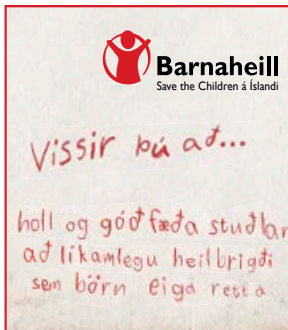 Barnaheill
Save the Children á Íslandi
Vissir þú að...
holl og góð fæða stuðlar
að líkamlegu heilbrigði
sem börn eiga rétt á